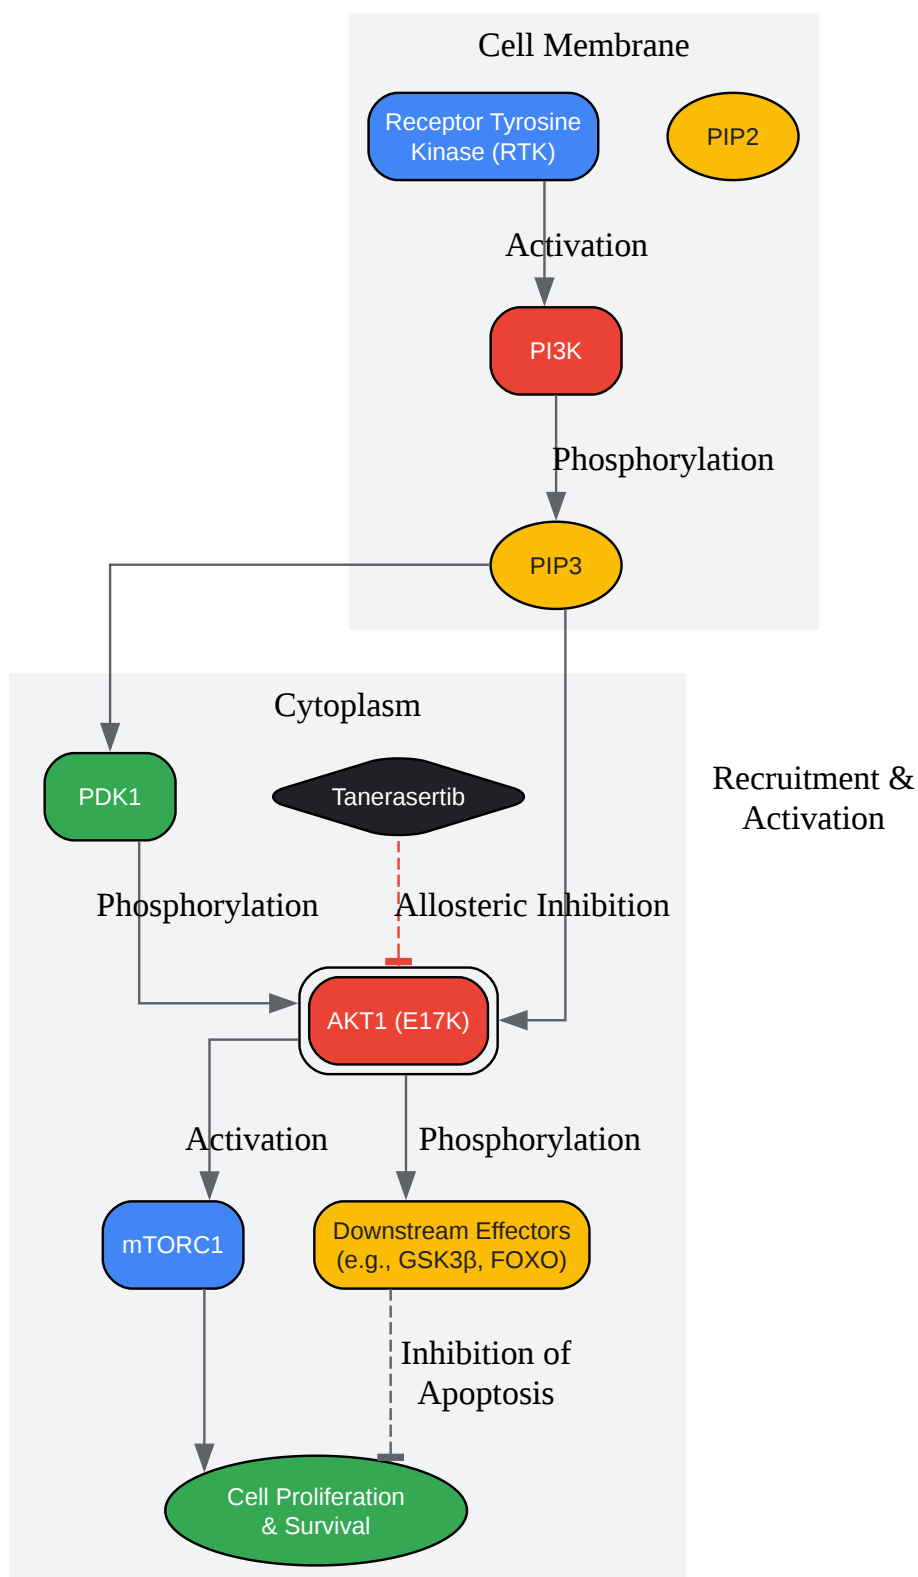 Cell Membrane
Receptor Tyrosine
Kinase (RTK)
PIP2
Activation
PI3K
Phosphorylation
PIP3
Cytoplasm
Recruitment &
Activation
PDK1
Tanerasertib
Phosphorylation
Allosteric Inhibition
AKT1 (E17K)
Activation
Phosphorylation
mTORC1
Downstream Effectors
(e.g., GSK3β, FOXO)
Inhibition of
Apoptosis
Cell Proliferation
& Survival